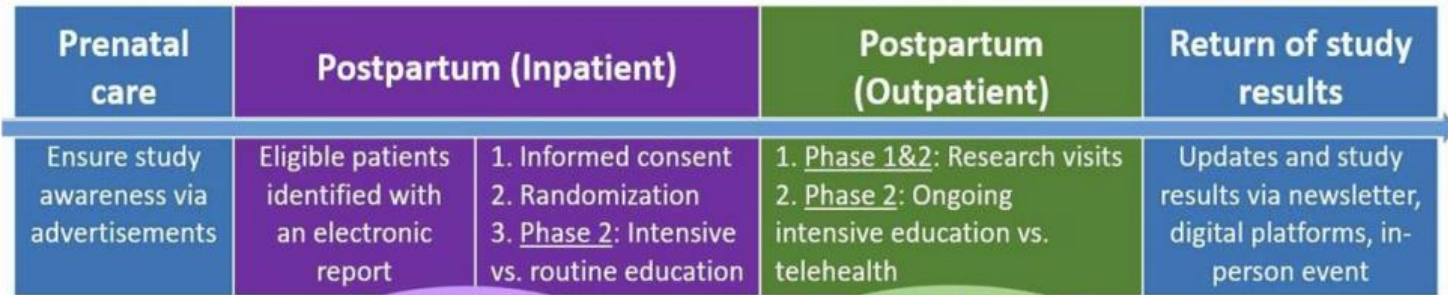 Prenatal
care
Postpartum (Inpatient)
Postpartum
(Outpatient)
Return of study
results
Ensure study
awareness via
advertisements
Eligible patients
identified with
an electronic
report
1. Informed consent
2. Randomization
3. Phase 2: Intensive
vs. routine education
1. Phase 1&2: Research visits
2. Phase 2: Ongoing
intensive education vs.
telehealth
Updates and study
results via newsletter,
digital platforms, in-
person event